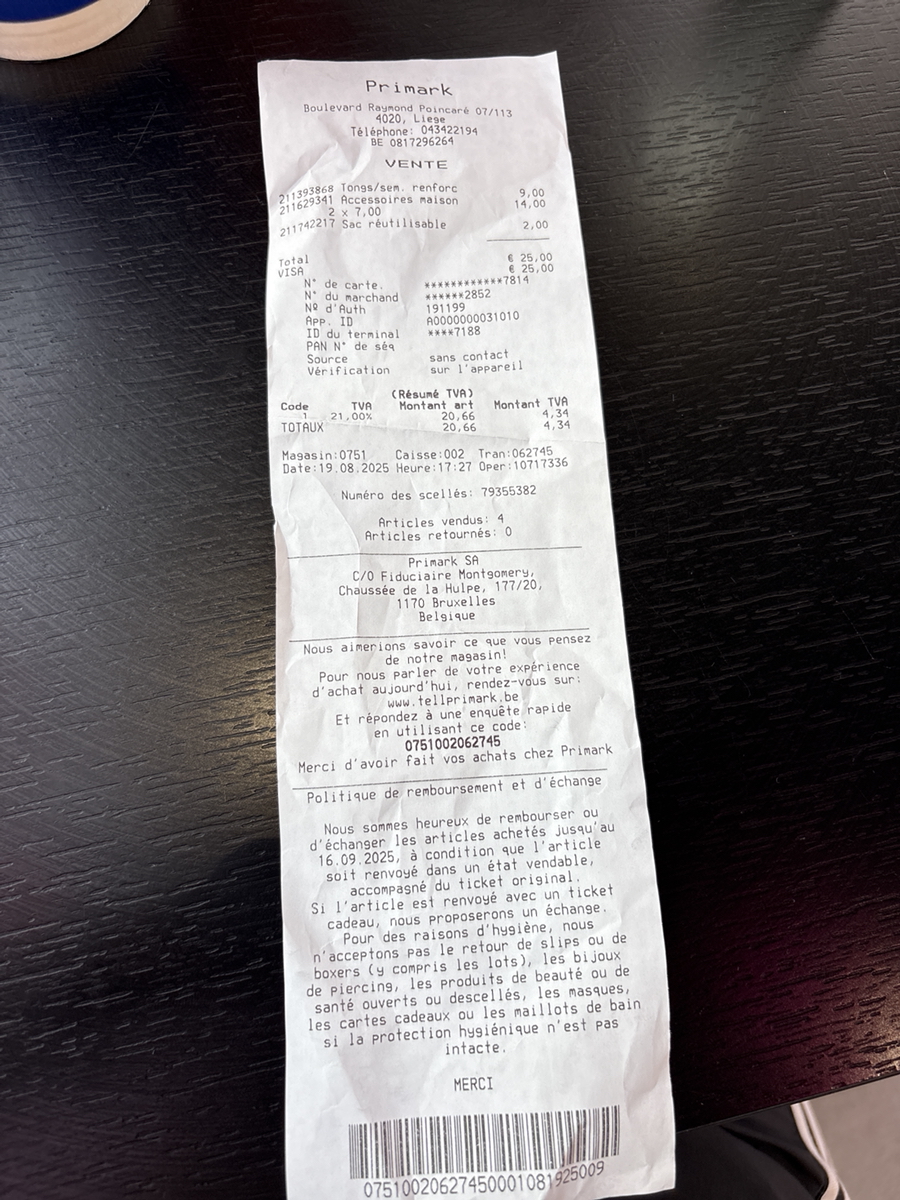 Primark
Boulevard Raymond Poincaré 07/113
4020, Liege
Téléphone: 043422194
BE 0817296264
VENTE
211393868 Tongs/sem. renforc 9,00
211629341 Accessoires maison 14,00
2 x 7,00
211742217 Sac réutilisable 2,00
Total € 25,00
VISA € 25,00
N° de carte. ************7814
N° du marchand ******2852
Nº d'Auth 191199
App. ID A0000000031010
ID du terminal ****7188
PAN N° de séq
Source sans contact
Vérification sur l'appareil
(Résumé TVA)
Code TVA Montant art Montant TVA
1 21,00% 20,66 4,34
TOTAUX 20,66 4,34
Magasin:0751 Caisse:002 Tran:062745
Date:19.08.2025 Heure:17:27 Oper:10717336
Numéro des scellés: 79355382
Articles vendus: 4
Articles retournés: 0
Primark SA
C/O Fiduciaire Montgomery,
Chaussée de la Hulpe, 177/20,
1170 Bruxelles
Belgique
Nous aimerions savoir ce que vous pensez
de notre magasin!
Pour nous parler de votre expérience
d'achat aujourd'hui, rendez-vous sur:
www.tellprimark.be
Et répondez à une enquête rapide
en utilisant ce code:
0751002062745
Merci d'avoir fait vos achats chez Primark
Politique de remboursement et d'échange
Nous sommes heureux de rembourser ou
d'échanger les articles achetés jusqu'au
16.09.2025, à condition que l'article
soit renvoyé dans un état vendable,
accompagné du ticket original.
Si l'article est renvoyé avec un ticket
cadeau, nous proposerons un échange.
Pour des raisons d'hygiène, nous
n'acceptons pas le retour de slips ou de
boxers (y compris les lots), les bijoux
de piercing, les produits de beauté ou de
santé ouverts ou descellés, les masques,
les cartes cadeaux ou les maillots de bain
si la protection hygiénique n'est pas
intacte.
MERCI
07510020627450001081925009